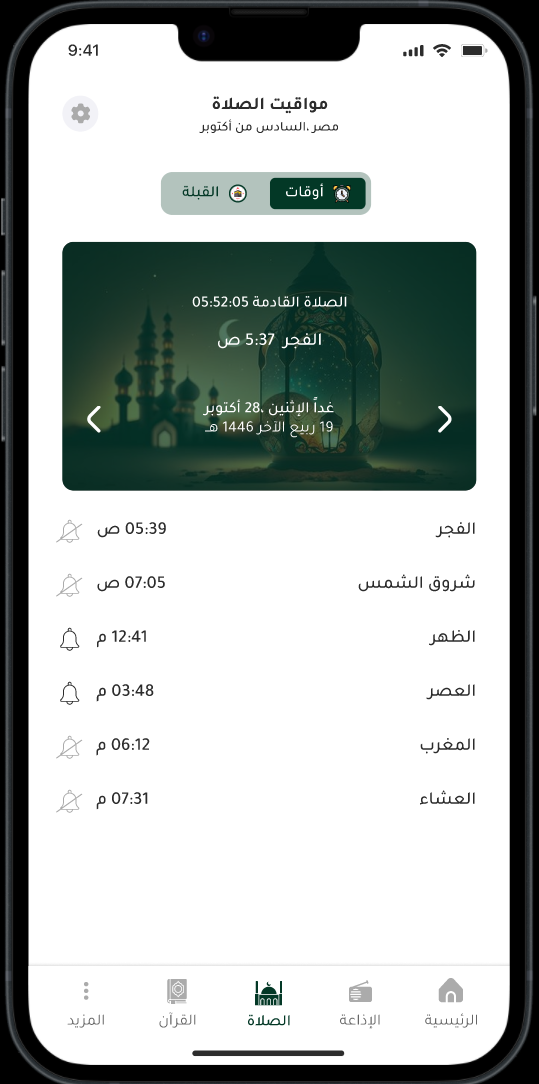 9:41
مواقيت الصلاة
مصر ،السادس من أكتوبر
أوقات
القبلة
الصلاة القادمة 05:52:05
الفجر 5:37 ص
غداً الإثنين ،28 أكتوبر
19 ربيع الآخر 1446 هـ
الفجر 05:39 ص
شروق الشمس 07:05 ص
الظهر 12:41 م
العصر 03:48 م
المغرب 06:12 م
العشاء 07:31 م
الرئيسية
الإذاعة
الصلاة
القرآن
المزيد